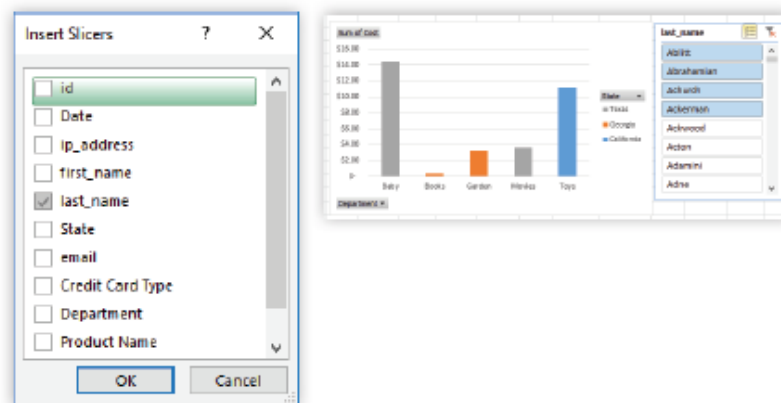 Insert Slicers ? X
id
Date
ip_address
first_name
last_name
State
email
Credit Card Type
Department
Product Name
OK Cancel
Sum of Cost
$16.00
$14.00
$12.00
$10.00
$8.00
$6.00
$4.00
$2.00
Baby Books Garden Movies Toys
Department
State
Texas
Georgia
California
last_name
Abrahamian
Achurch
Ackerman
Ackwood
Acton
Adamini
Adne